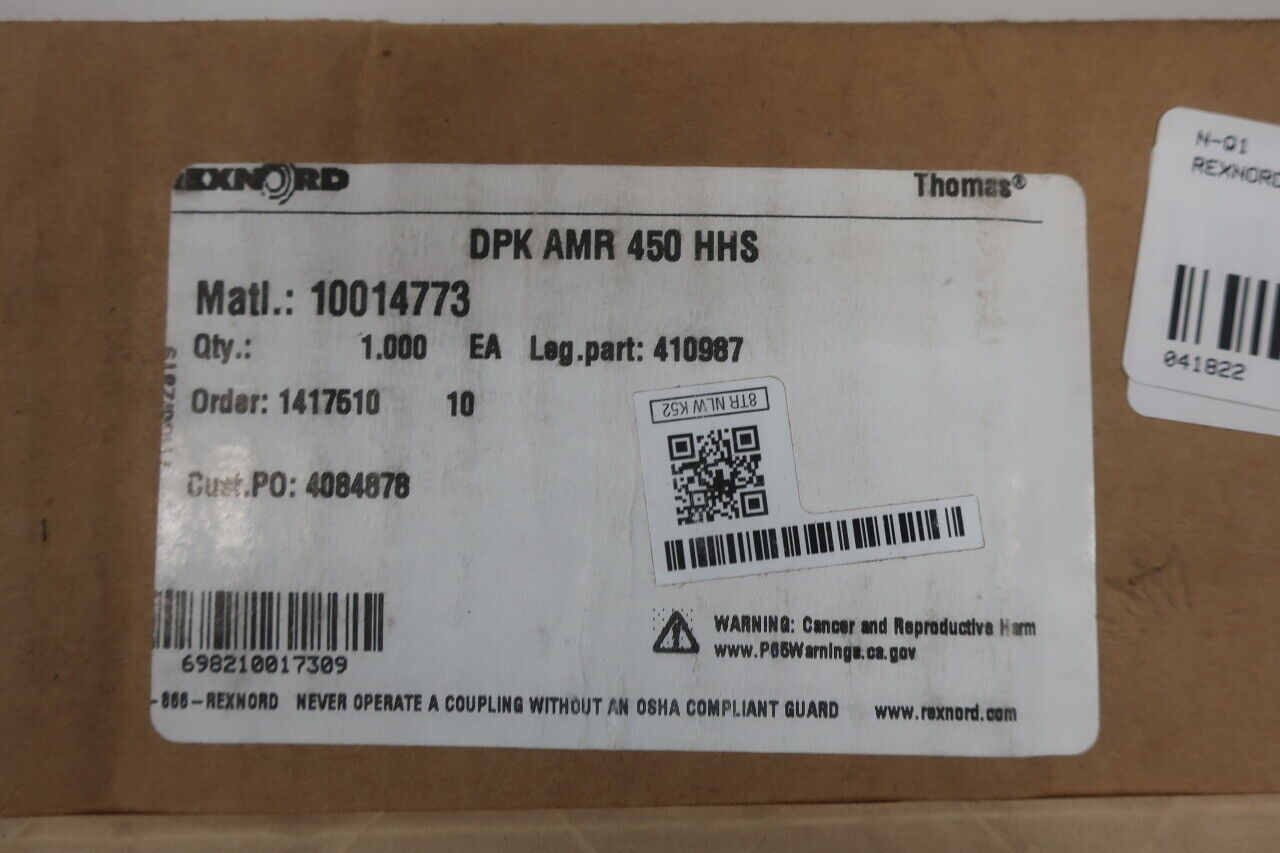 REXNORD
Thomas®
DPK AMR 450 HHS
Matl.: 10014773
Qty.: 1.000 EA Leg.part: 410987
Order: 1417510 10
Cust.PO: 4084878
8TR NLW K52
698210017309
WARNING: Cancer and Reproductive Harm
www.P65Warnings.ca.gov
-866-REXNORD NEVER OPERATE A COUPLING WITHOUT AN OSHA COMPLIANT GUARD www.rexnord.com
N-Q1
REXNORD
041822